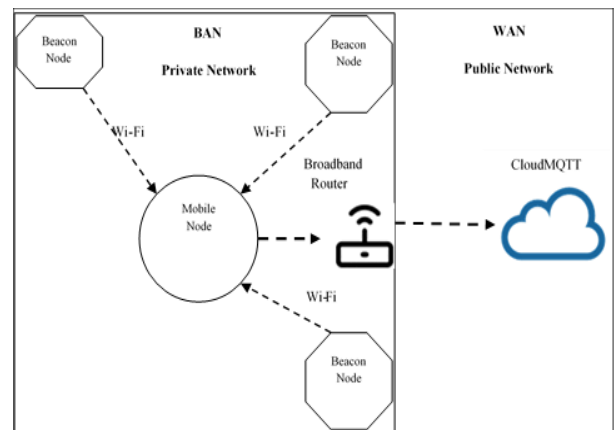 Beacon
Node
BAN
Private Network
Beacon
Node
WAN
Public Network
Wi-Fi
Wi-Fi
Broadband
Router
CloudMQTT
Mobile
Node
Wi-Fi
Beacon
Node